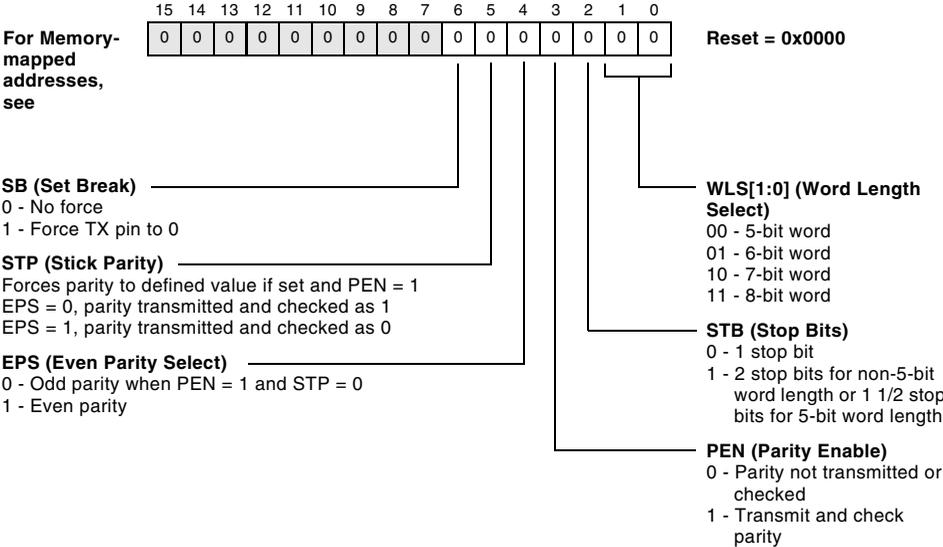 15 14 13 12 11 10 9 8 7 6 5 4 3 2 1 0
For Memory-
mapped
addresses,
see
0 0 0 0 0 0 0 0 0 0 0 0 0 0 0 0
Reset = 0x0000
SB (Set Break)
0 - No force
1 - Force TX pin to 0
STP (Stick Parity)
Forces parity to defined value if set and PEN = 1
EPS = 0, parity transmitted and checked as 1
EPS = 1, parity transmitted and checked as 0
EPS (Even Parity Select)
0 - Odd parity when PEN = 1 and STP = 0
1 - Even parity
WLS[1:0] (Word Length
Select)
00 - 5-bit word
01 - 6-bit word
10 - 7-bit word
11 - 8-bit word
STB (Stop Bits)
0 - 1 stop bit
1 - 2 stop bits for non-5-bit
word length or 1 1/2 stop
bits for 5-bit word length
PEN (Parity Enable)
0 - Parity not transmitted or
checked
1 - Transmit and check
parity